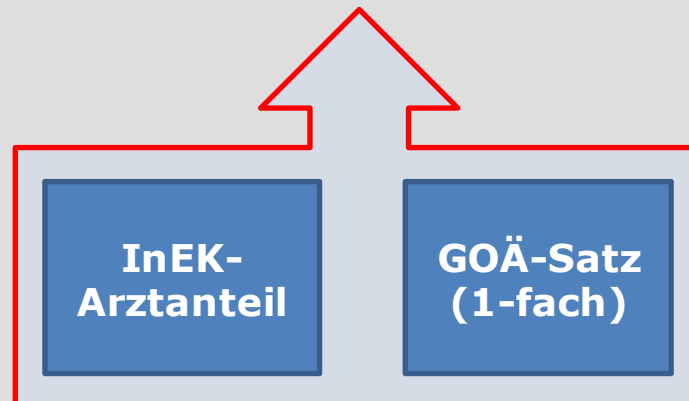 InEK-
Arztanteil
GOÄ-Satz
(1-fach)